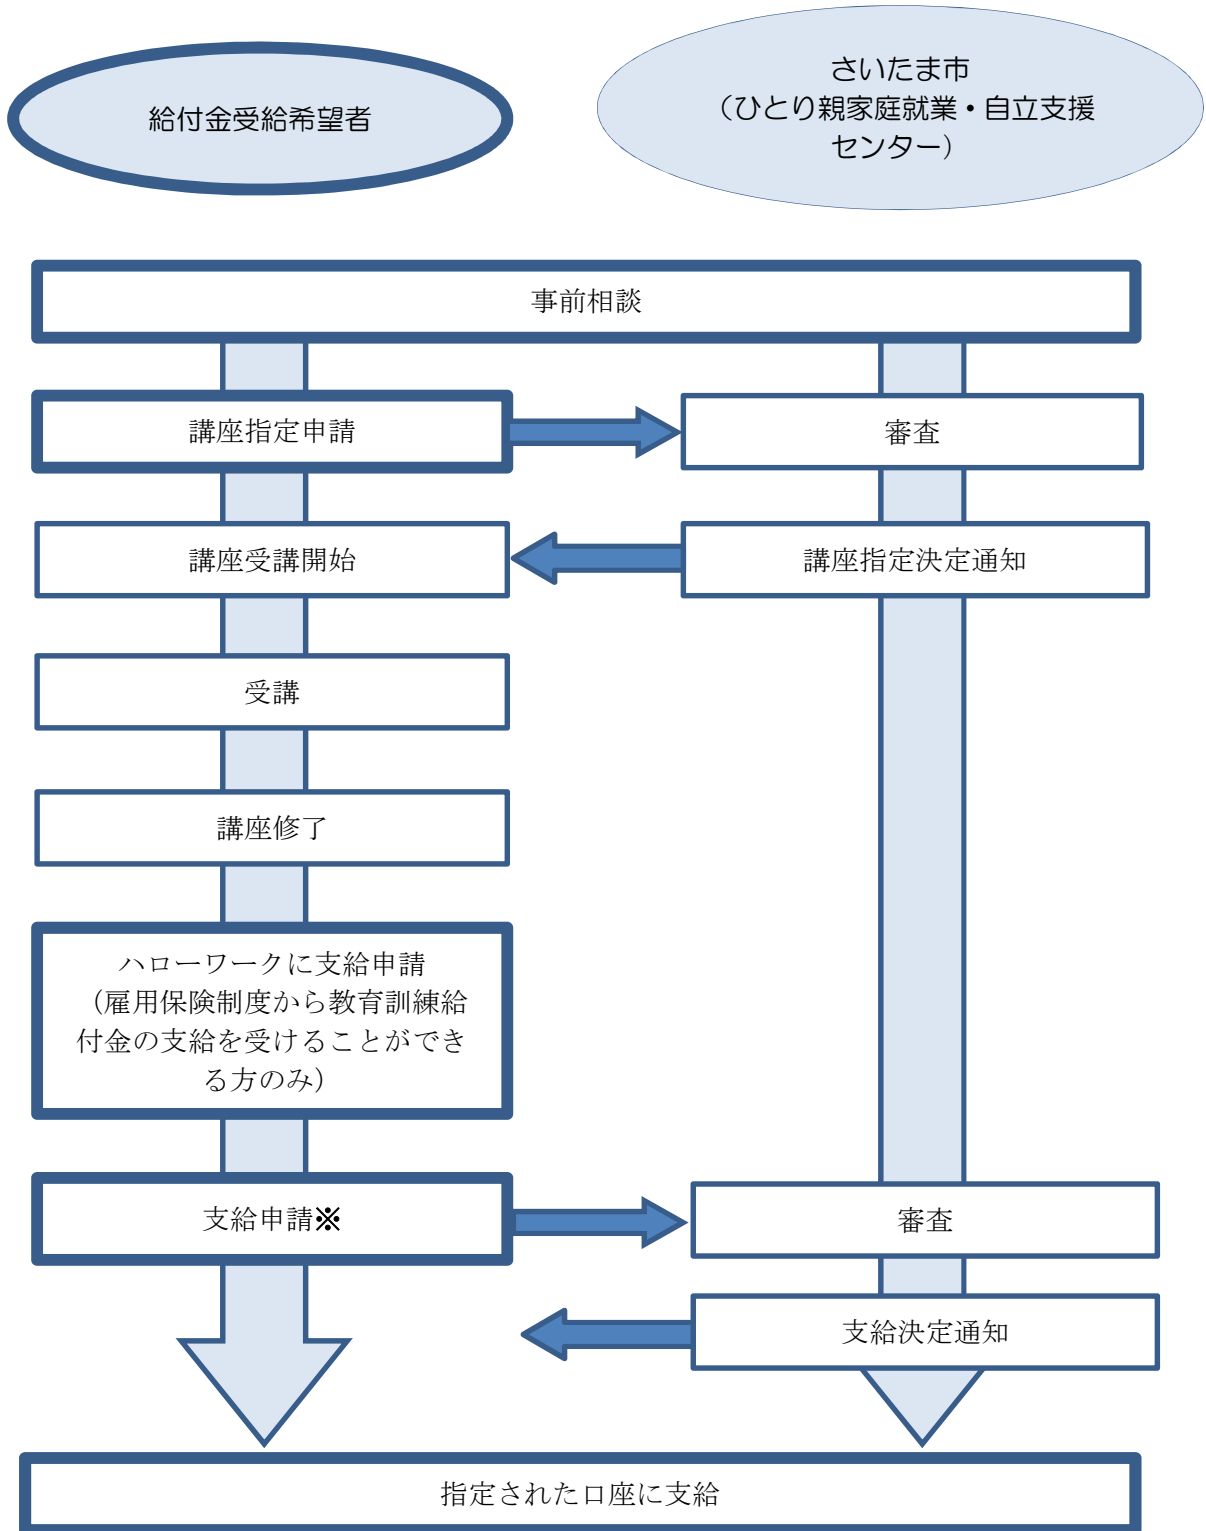 給付金受給希望者
さいたま市
（ひとり親家庭就業・自立支援
センター）
事前相談
講座指定申請
審査
講座受講開始
講座指定決定通知
受講
講座修了
ハローワークに支給申請
（雇用保険制度から教育訓練給
付金の支給を受けることができ
る方のみ）
支給申請※
審査
支給決定通知
指定された口座に支給